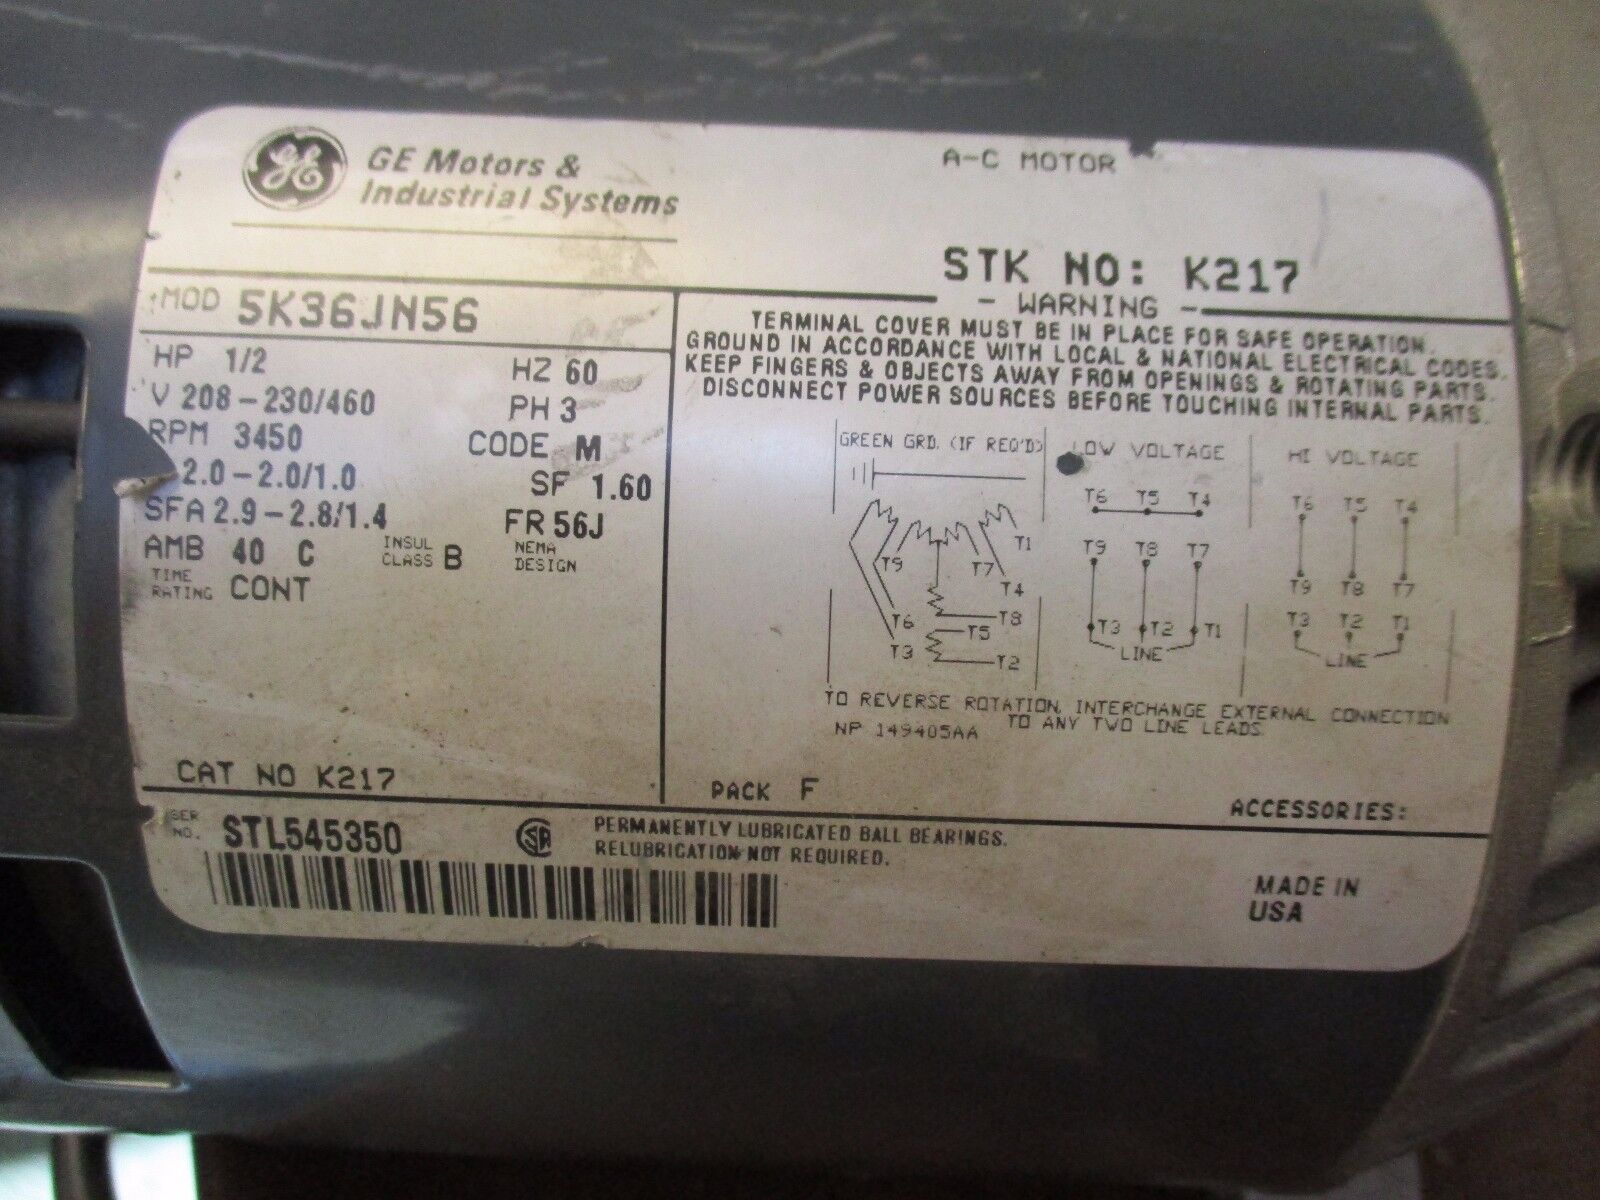 GE Motors &
Industrial Systems
A-C MOTOR
STK NO: K217
MOD 5K36JN56
HP 1/2
HZ 60
V 208-230/460
PH 3
RPM 3450
CODE M
2.0-2.0/1.0
SF 1.60
SFA 2.9-2.8/1.4
FR 56J
AMB 40 C
INSUL
CLASS B
NEMA
DESIGN
TIME
RATING CONT
CAT NO K217
- WARNING -
TERMINAL COVER MUST BE IN PLACE FOR SAFE OPERATION.
GROUND IN ACCORDANCE WITH LOCAL & NATIONAL ELECTRICAL CODES.
KEEP FINGERS & OBJECTS AWAY FROM OPENINGS & ROTATING PARTS.
DISCONNECT POWER SOURCES BEFORE TOUCHING INTERNAL PARTS.
GREEN GRD. (IF REQ'D)
T1
T9 T7
T4
T6 T8
T5
T3 T2
LOW VOLTAGE
T6 T5 T4
T9 T8 T7
T3 T2 T1
LINE
HI VOLTAGE
T6 T5 T4
T9 T8 T7
T3 T2 T1
LINE
TO REVERSE ROTATION, INTERCHANGE EXTERNAL CONNECTION
TO ANY TWO LINE LEADS.
NP 149405AA
PACK F
ACCESSORIES:
SER
NO. STL545350
PERMANENTLY LUBRICATED BALL BEARINGS.
RELUBRICATION NOT REQUIRED.
MADE IN
USA